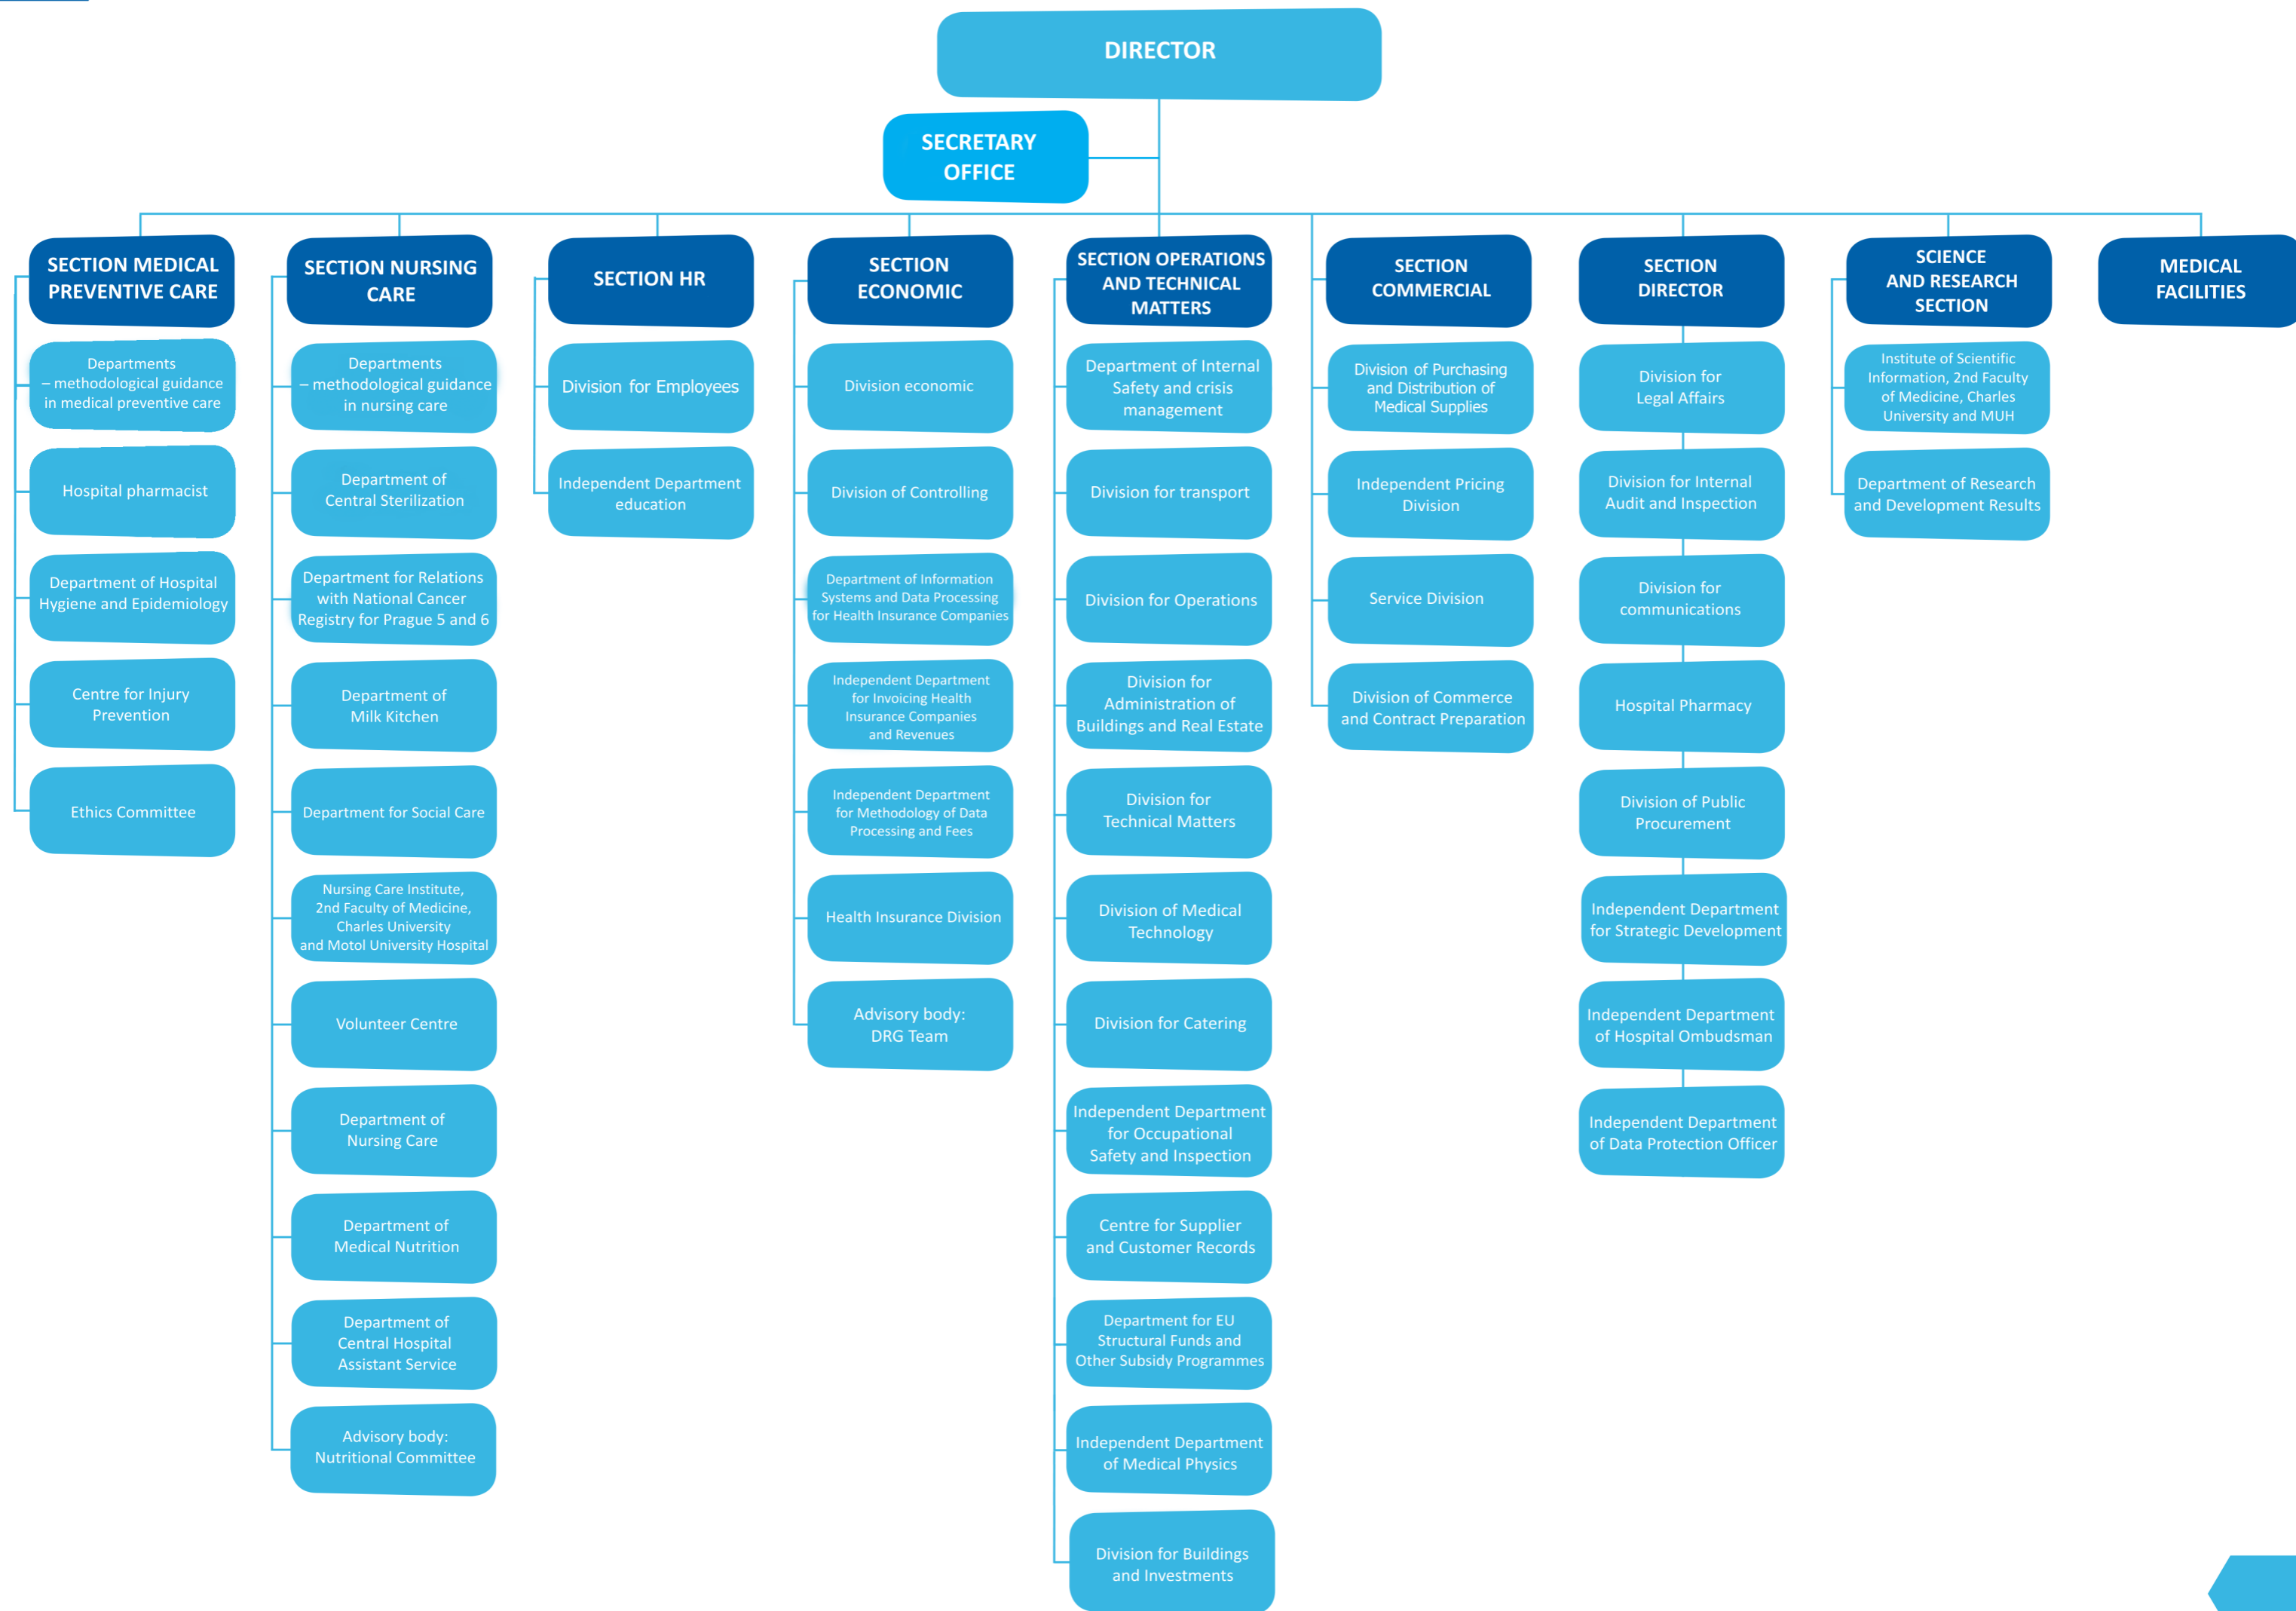 DIRECTOR
SECRETARY
OFFICE
SECTION MEDICAL
PREVENTIVE CARE
Departments
– methodological guidance
in medical preventive care
Hospital pharmacist
Department of Hospital
Hygiene and Epidemiology
Centre for Injury
Prevention
Ethics Committee
SECTION NURSING
CARE
Departments
– methodological guidance
in nursing care
Department of
Central Sterilization
Department for Relations
with National Cancer
Registry for Prague 5 and 6
Department of
Milk Kitchen
Department for Social Care
Nursing Care Institute,
2nd Faculty of Medicine,
Charles University
and Motol University Hospital
Volunteer Centre
Department of
Nursing Care
Department of
Medical Nutrition
Department of
Central Hospital
Assistant Service
Advisory body:
Nutritional Committee
SECTION HR
Division for Employees
Independent Department
education
SECTION
ECONOMIC
Division economic
Division of Controlling
Department of Information
Systems and Data Processing
for Health Insurance Companies
Independent Department
for Invoicing Health
Insurance Companies
and Revenues
Independent Department
for Methodology of Data
Processing and Fees
Health Insurance Division
Advisory body:
DRG Team
SECTION OPERATIONS
AND TECHNICAL
MATTERS
Department of Internal
Safety and crisis
management
Division for transport
Division for Operations
Division for
Administration of
Buildings and Real Estate
Division for
Technical Matters
Division of Medical
Technology
Division for Catering
Independent Department
for Occupational
Safety and Inspection
Centre for Supplier
and Customer Records
Department for EU
Structural Funds and
Other Subsidy Programmes
Independent Department
of Medical Physics
Division for Buildings
and Investments
SECTION
COMMERCIAL
Division of Purchasing
and Distribution of
Medical Supplies
Independent Pricing
Division
Service Division
Division of Commerce
and Contract Preparation
SECTION
DIRECTOR
Division for
Legal Affairs
Division for Internal
Audit and Inspection
Division for
communications
Hospital Pharmacy
Division of Public
Procurement
Independent Department
for Strategic Development
Independent Department
of Hospital Ombudsman
Independent Department
of Data Protection Officer
SCIENCE
AND RESEARCH
SECTION
Institute of Scientific
Information, 2nd Faculty
of Medicine, Charles
University and MUH
Department of Research
and Development Results
MEDICAL
FACILITIES